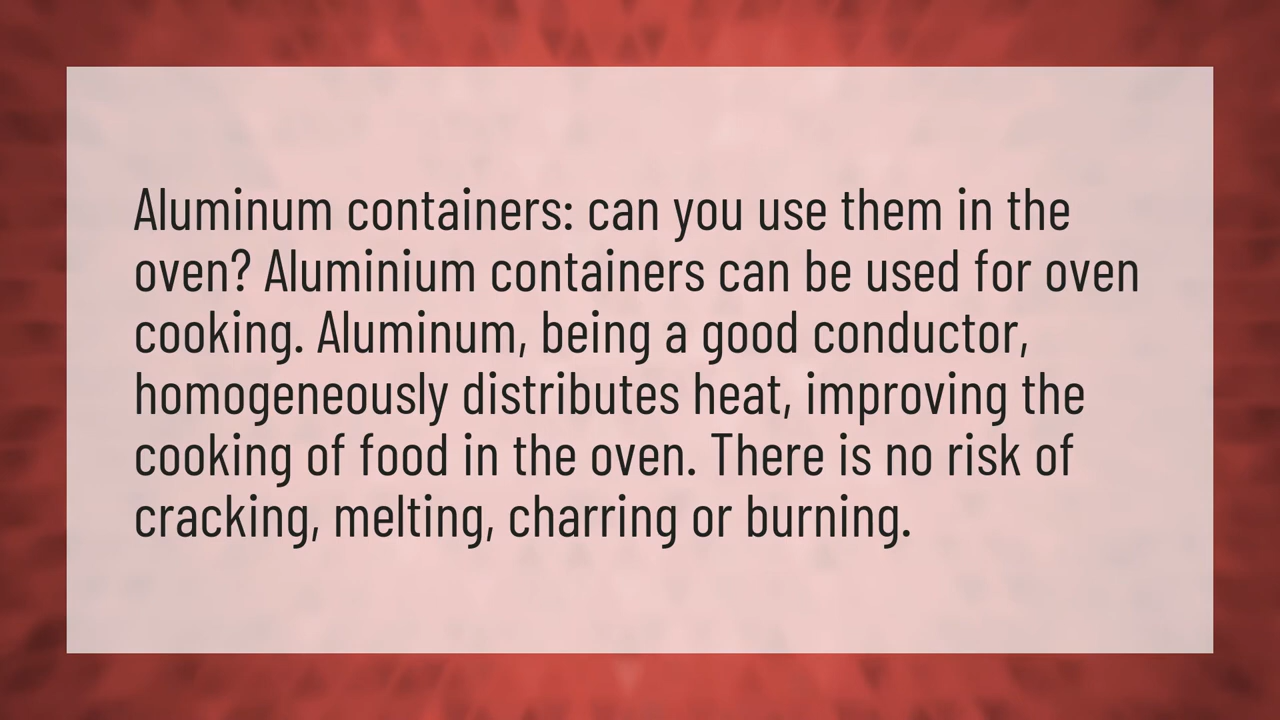 Aluminum containers: can you use them in the
oven? Aluminium containers can be used for oven
cooking. Aluminum, being a good conductor,
homogeneously distributes heat, improving the
cooking of food in the oven. There is no risk of
cracking, melting, charring or burning.